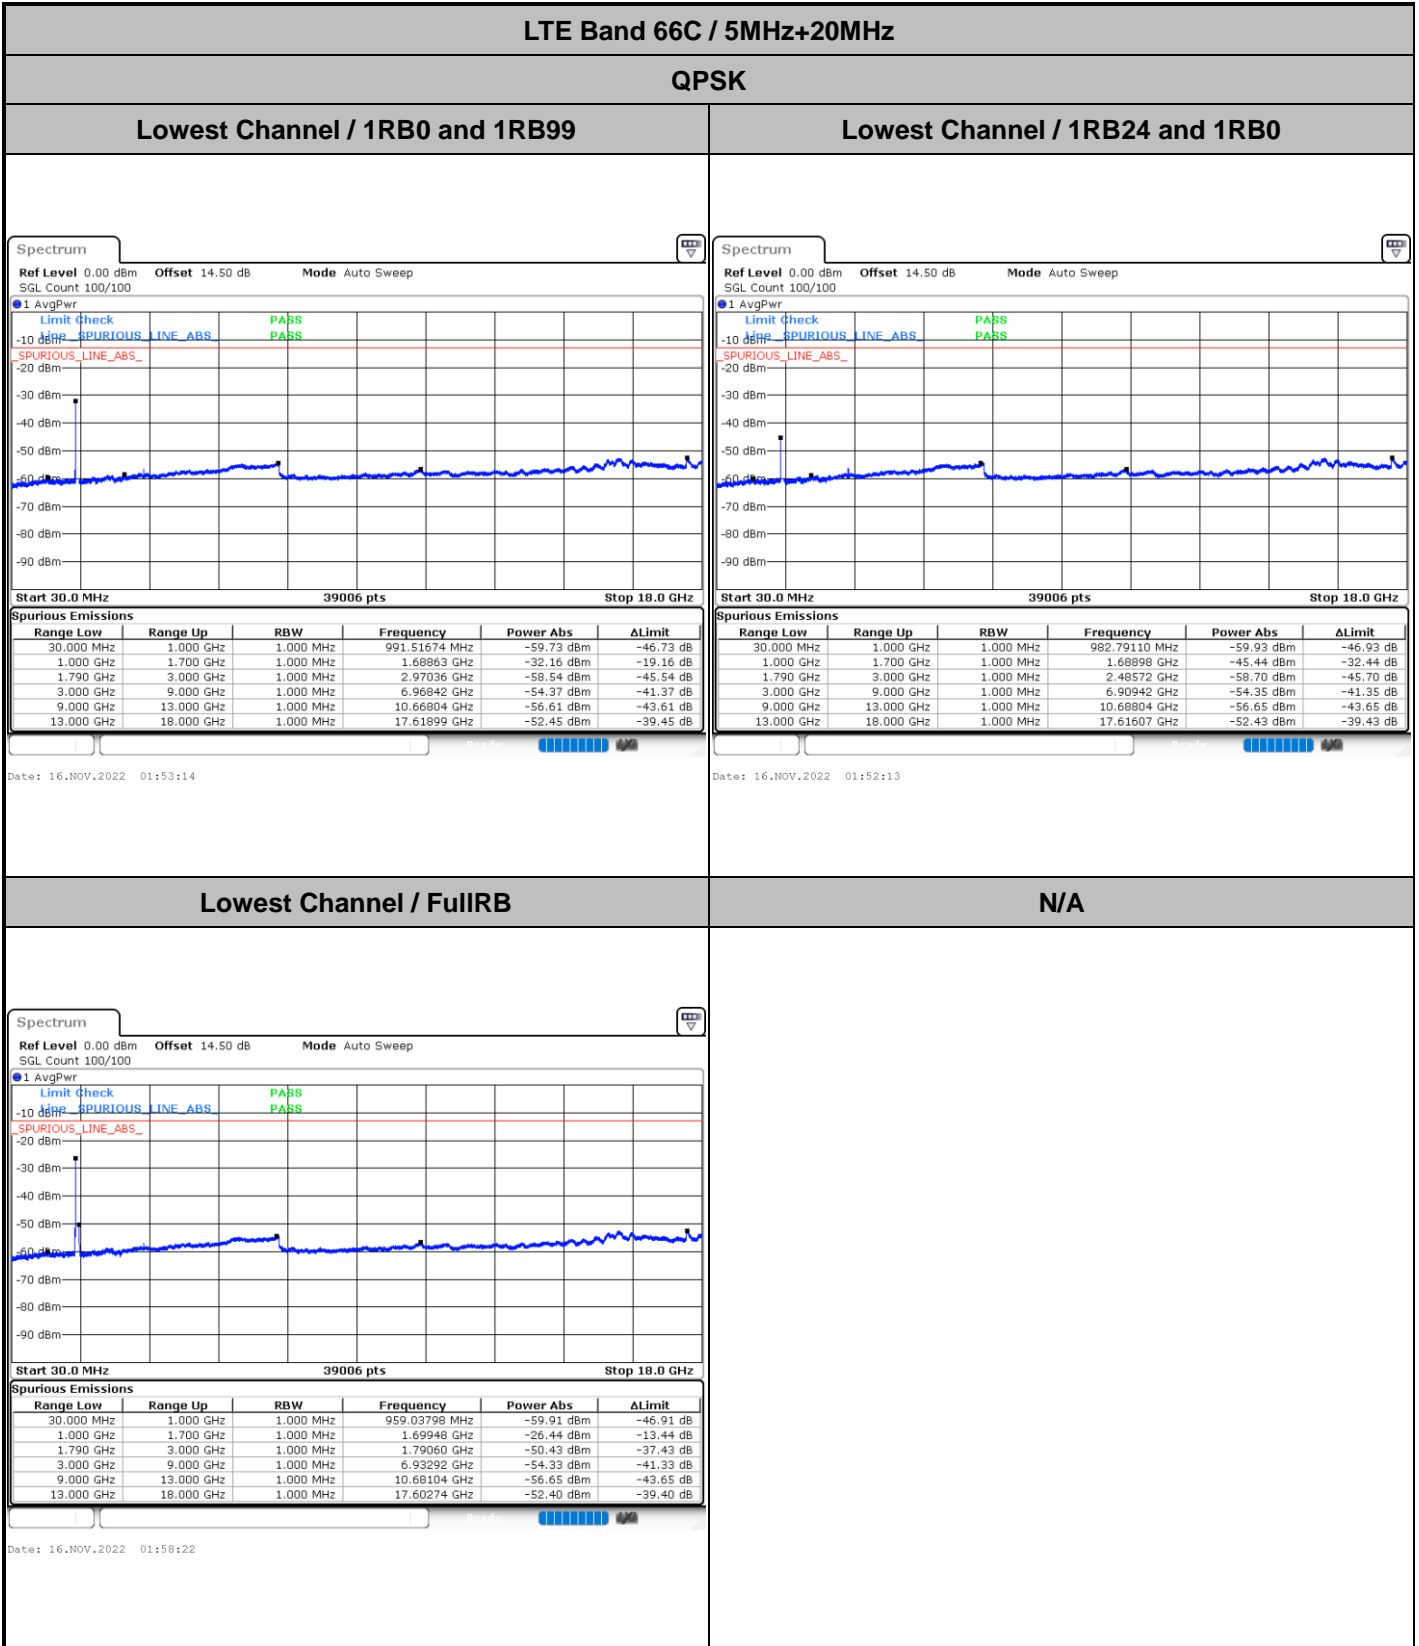 LTE Band 66C / 5MHz+20MHz
QPSK
Lowest Channel / 1RB0 and 1RB99
Spectrum
Ref Level 0.00 dBm Offset 14.50 dB Mode Auto Sweep
SGL Count 100/100
1 AvgPwr
Limit Check PASS
Line _SPURIOUS_LINE_ABS_ PASS
-10 dBm
_SPURIOUS_LINE_ABS_
-20 dBm
-30 dBm
-40 dBm
-50 dBm
-60 dBm
-70 dBm
-80 dBm
-90 dBm
Start 30.0 MHz 39006 pts Stop 18.0 GHz
Spurious Emissions
Range Low Range Up RBW Frequency Power Abs ΔLimit
30.000 MHz 1.000 GHz 1.000 MHz 991.51674 MHz -59.73 dBm -46.73 dB
1.000 GHz 1.700 GHz 1.000 MHz 1.68863 GHz -32.16 dBm -19.16 dB
1.790 GHz 3.000 GHz 1.000 MHz 2.97036 GHz -58.54 dBm -45.54 dB
3.000 GHz 9.000 GHz 1.000 MHz 6.96842 GHz -54.37 dBm -41.37 dB
9.000 GHz 13.000 GHz 1.000 MHz 10.66804 GHz -56.61 dBm -43.61 dB
13.000 GHz 18.000 GHz 1.000 MHz 17.61899 GHz -52.45 dBm -39.45 dB
Ready
Date: 16.NOV.2022 01:53:14
Lowest Channel / 1RB24 and 1RB0
Spectrum
Ref Level 0.00 dBm Offset 14.50 dB Mode Auto Sweep
SGL Count 100/100
1 AvgPwr
Limit Check PASS
Line _SPURIOUS_LINE_ABS_ PASS
-10 dBm
_SPURIOUS_LINE_ABS_
-20 dBm
-30 dBm
-40 dBm
-50 dBm
-60 dBm
-70 dBm
-80 dBm
-90 dBm
Start 30.0 MHz 39006 pts Stop 18.0 GHz
Spurious Emissions
Range Low Range Up RBW Frequency Power Abs ΔLimit
30.000 MHz 1.000 GHz 1.000 MHz 982.79110 MHz -59.93 dBm -46.93 dB
1.000 GHz 1.700 GHz 1.000 MHz 1.68898 GHz -45.44 dBm -32.44 dB
1.790 GHz 3.000 GHz 1.000 MHz 2.48572 GHz -58.70 dBm -45.70 dB
3.000 GHz 9.000 GHz 1.000 MHz 6.90942 GHz -54.35 dBm -41.35 dB
9.000 GHz 13.000 GHz 1.000 MHz 10.68804 GHz -56.65 dBm -43.65 dB
13.000 GHz 18.000 GHz 1.000 MHz 17.61607 GHz -52.43 dBm -39.43 dB
Ready
Date: 16.NOV.2022 01:52:13
Lowest Channel / FullRB
Spectrum
Ref Level 0.00 dBm Offset 14.50 dB Mode Auto Sweep
SGL Count 100/100
1 AvgPwr
Limit Check PASS
Line _SPURIOUS_LINE_ABS_ PASS
-10 dBm
_SPURIOUS_LINE_ABS_
-20 dBm
-30 dBm
-40 dBm
-50 dBm
-60 dBm
-70 dBm
-80 dBm
-90 dBm
Start 30.0 MHz 39006 pts Stop 18.0 GHz
Spurious Emissions
Range Low Range Up RBW Frequency Power Abs ΔLimit
30.000 MHz 1.000 GHz 1.000 MHz 959.03798 MHz -59.91 dBm -46.91 dB
1.000 GHz 1.700 GHz 1.000 MHz 1.69948 GHz -26.44 dBm -13.44 dB
1.790 GHz 3.000 GHz 1.000 MHz 1.79060 GHz -50.43 dBm -37.43 dB
3.000 GHz 9.000 GHz 1.000 MHz 6.93292 GHz -54.33 dBm -41.33 dB
9.000 GHz 13.000 GHz 1.000 MHz 10.68104 GHz -56.65 dBm -43.65 dB
13.000 GHz 18.000 GHz 1.000 MHz 17.60274 GHz -52.40 dBm -39.40 dB
Ready
Date: 16.NOV.2022 01:58:22
N/A